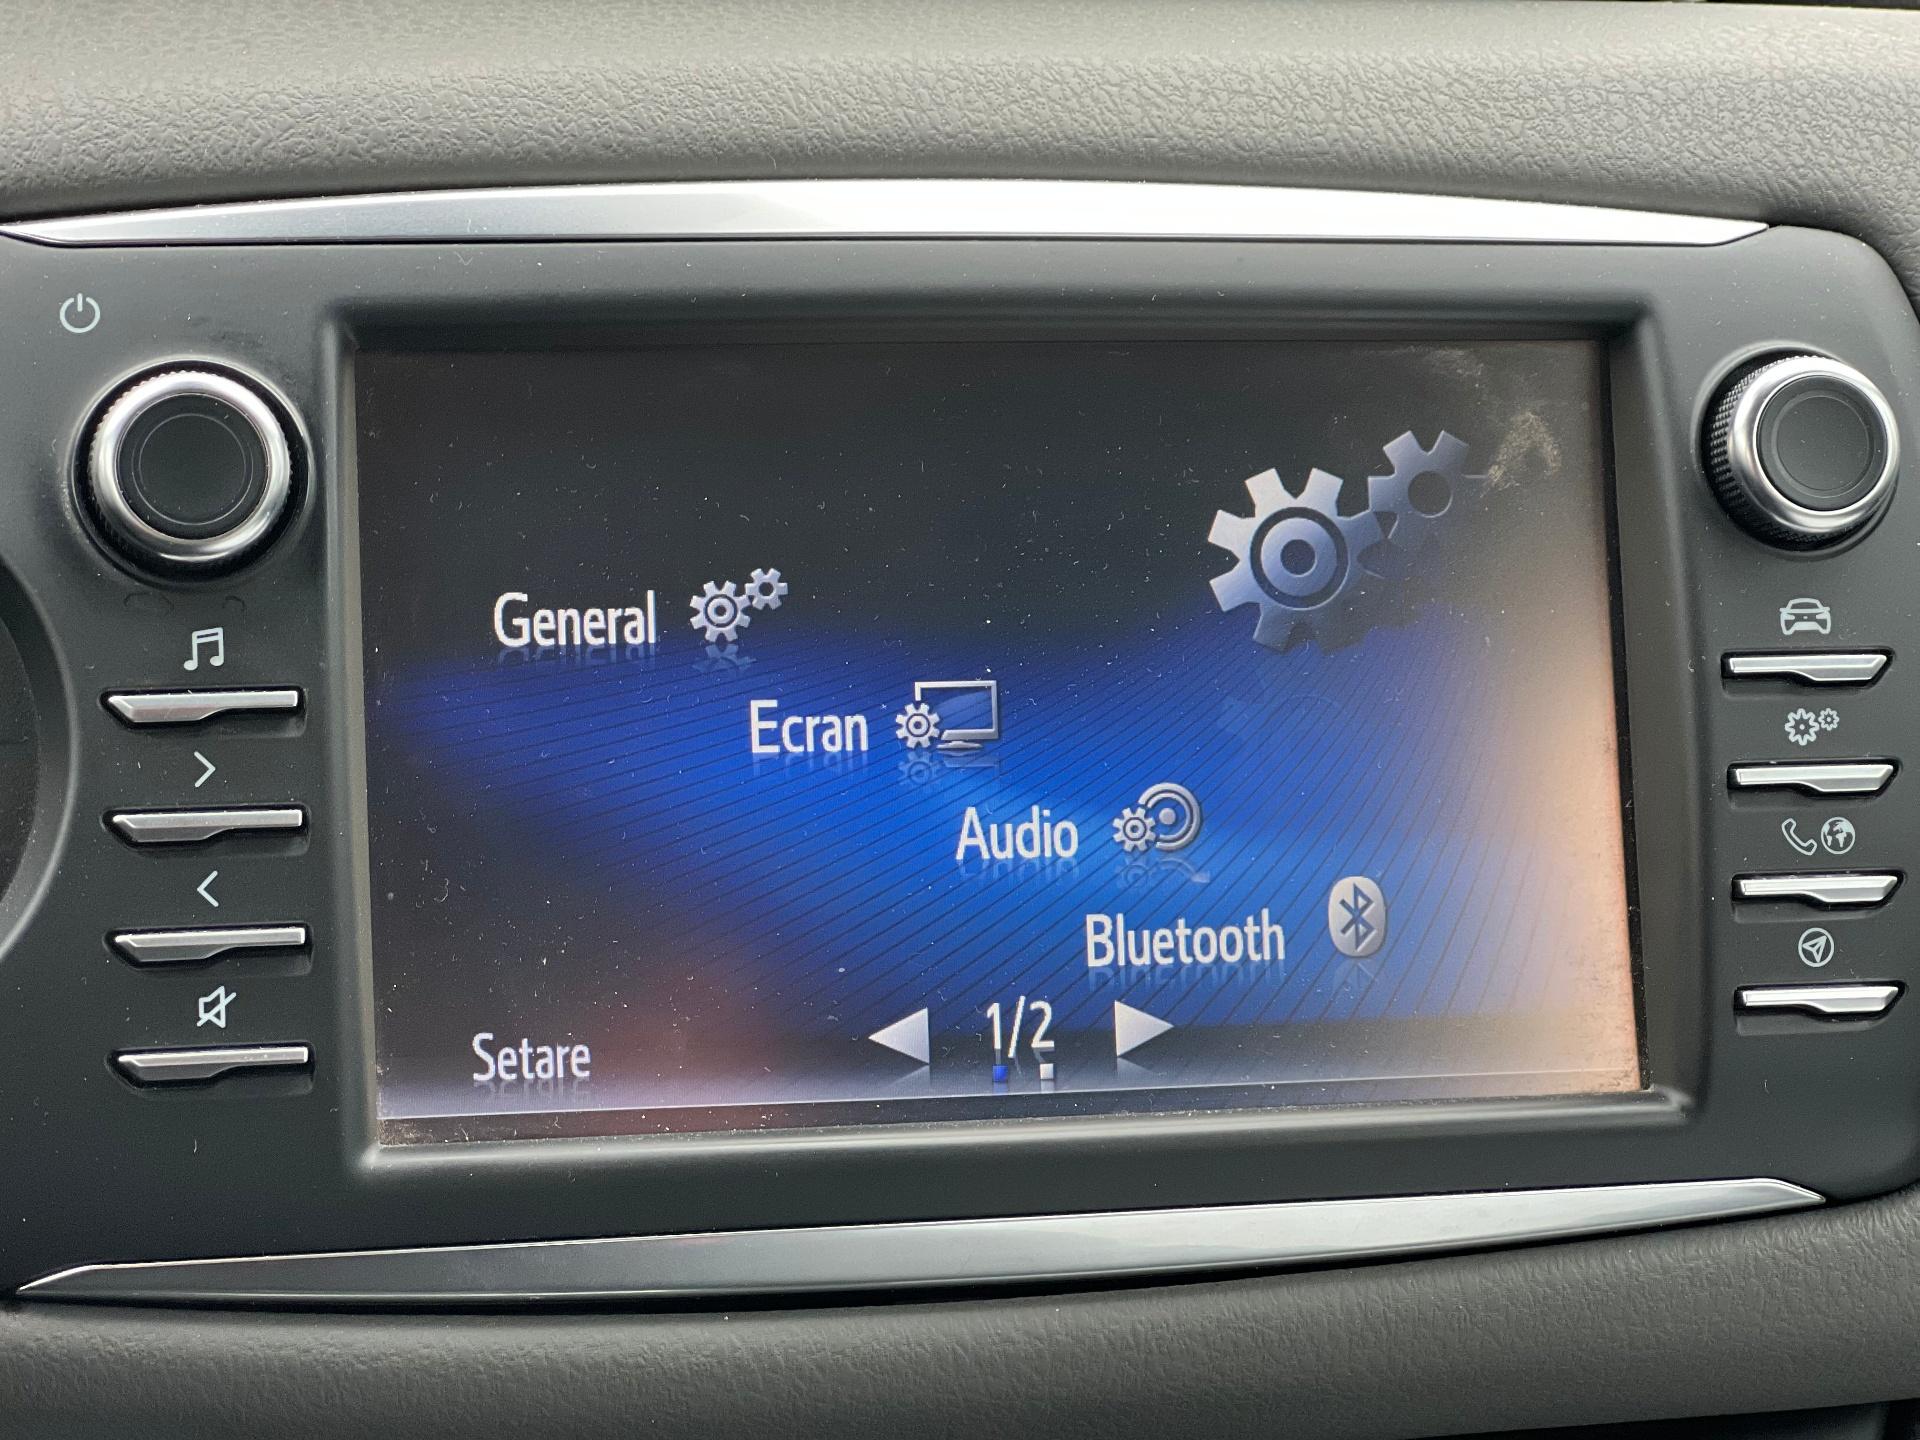 General
Ecran
Audio
Bluetooth
Setare
1/2